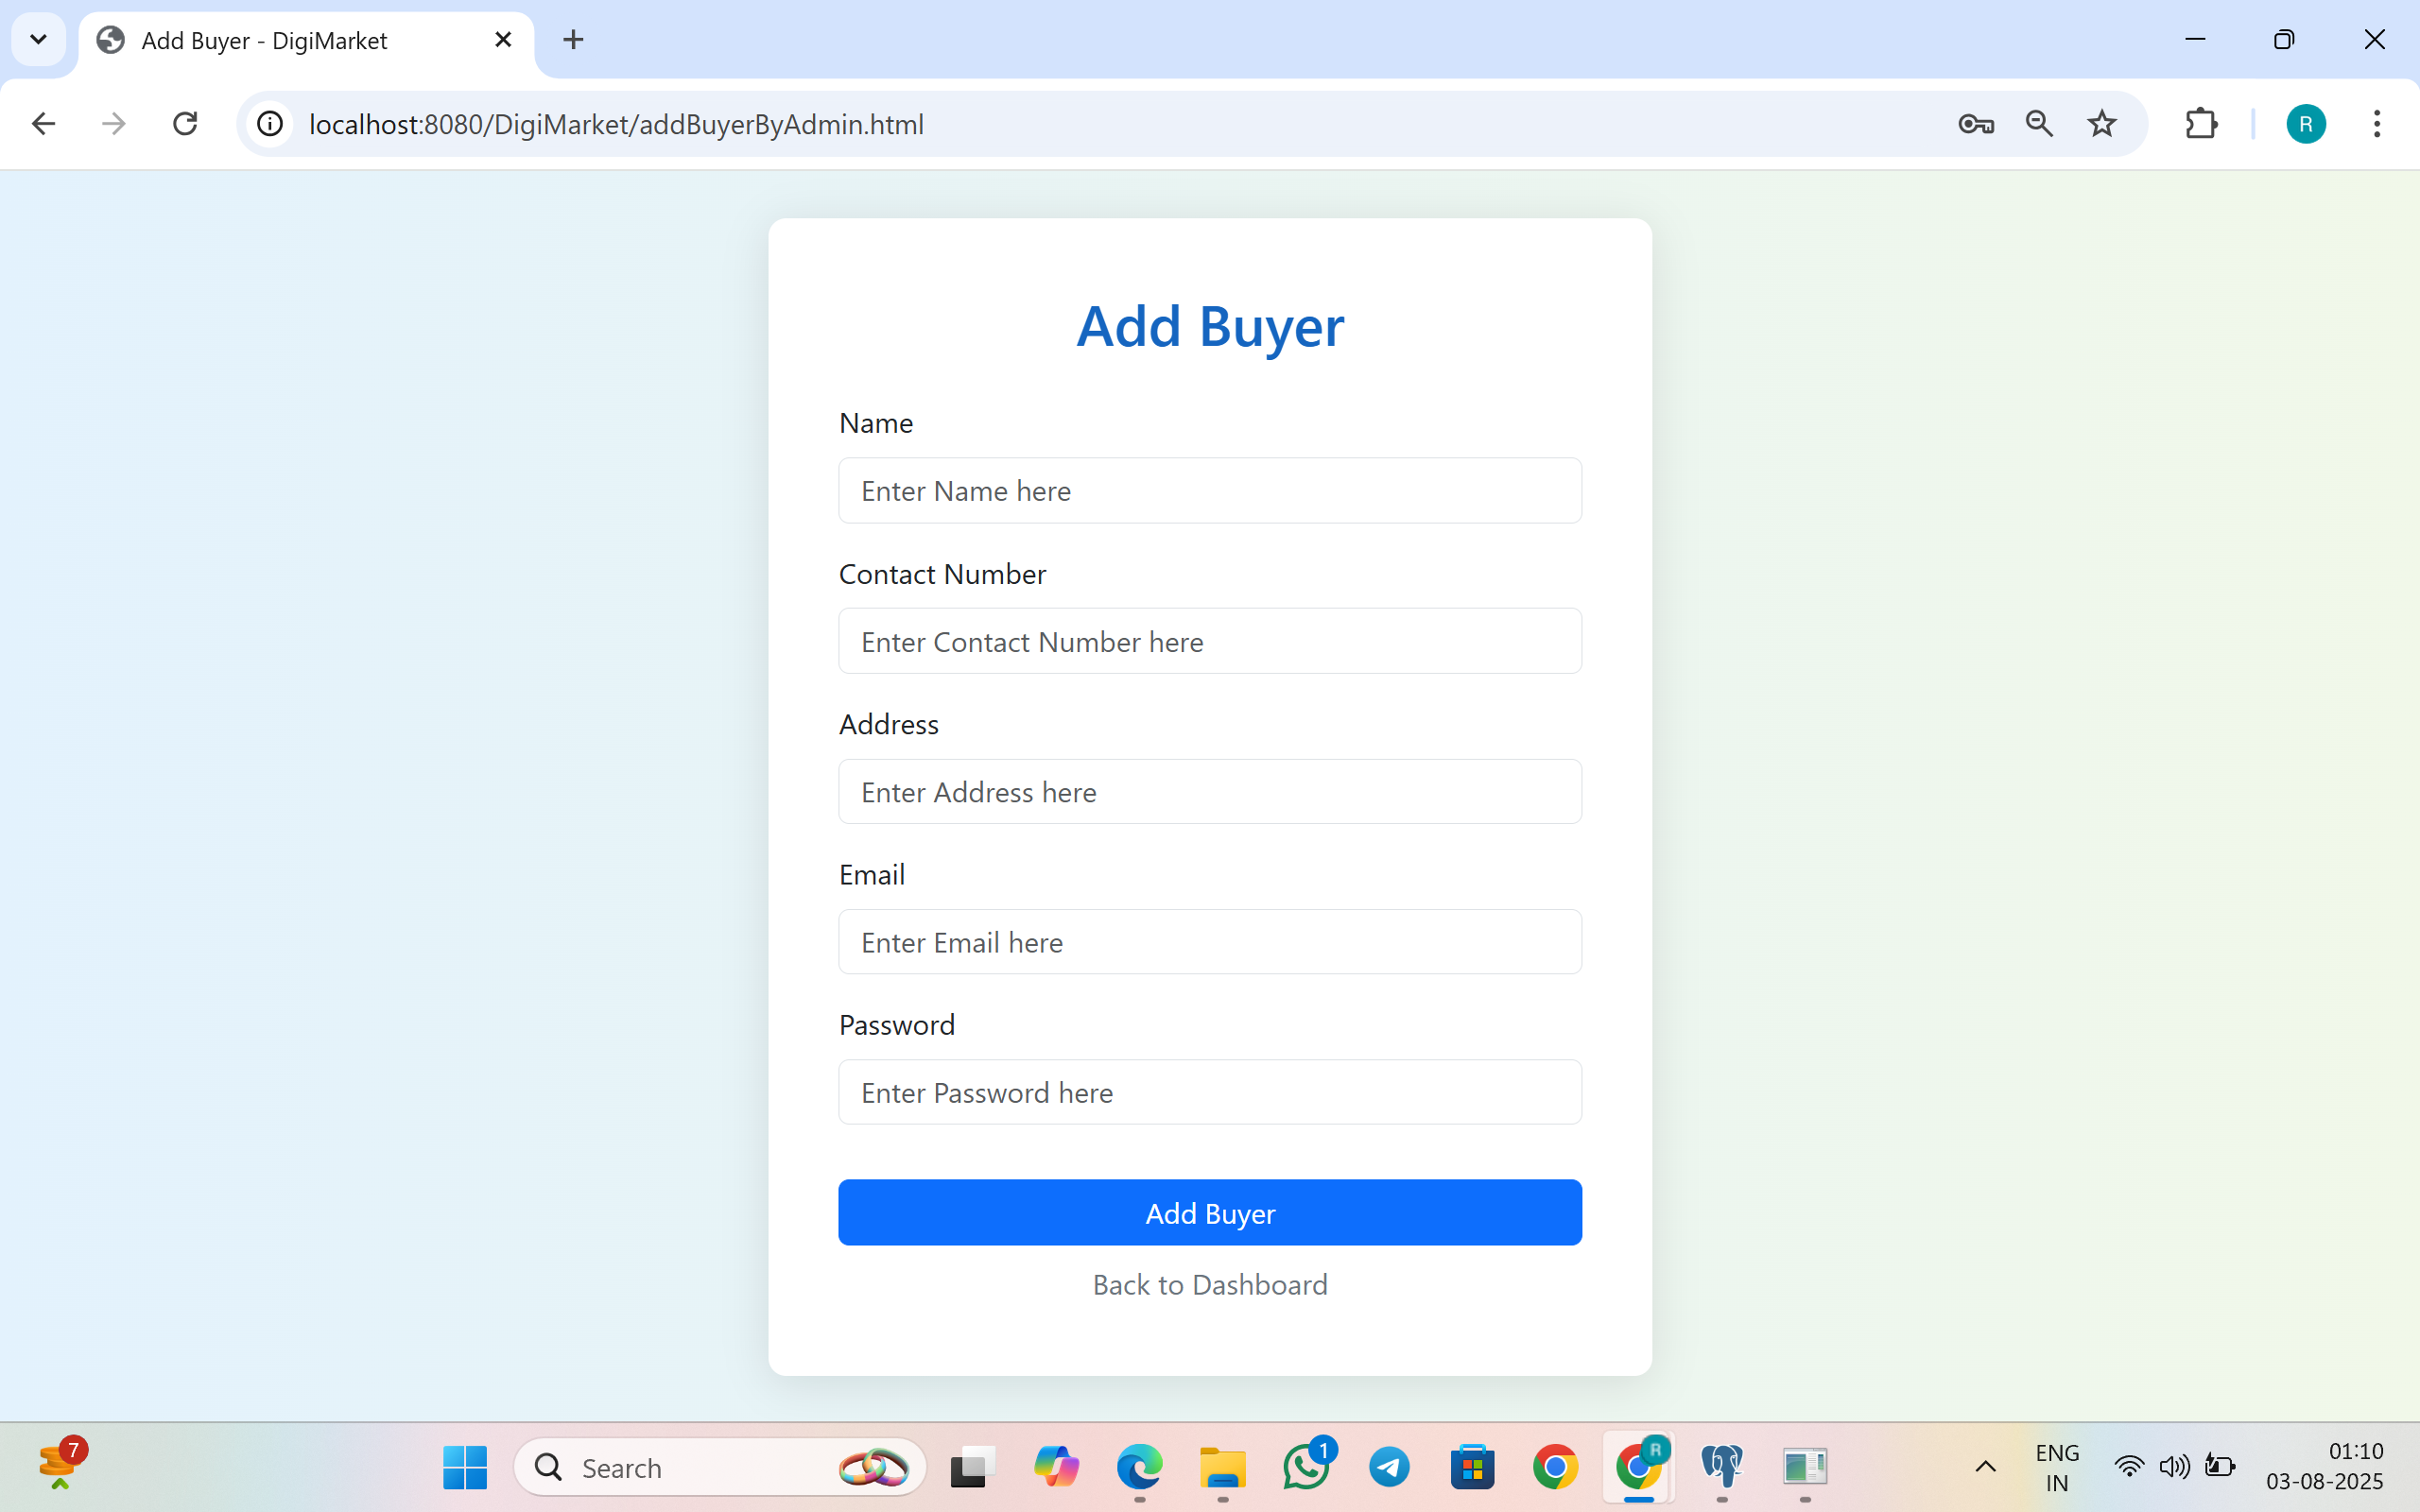 Add Buyer - DigiMarket
localhost:8080/DigiMarket/addBuyerByAdmin.html
R
Add Buyer
Name
Enter Name here
Contact Number
Enter Contact Number here
Address
Enter Address here
Email
Enter Email here
Password
Enter Password here
Add Buyer
Back to Dashboard
7
Search
1
R
ENG
IN
01:10
03-08-2025